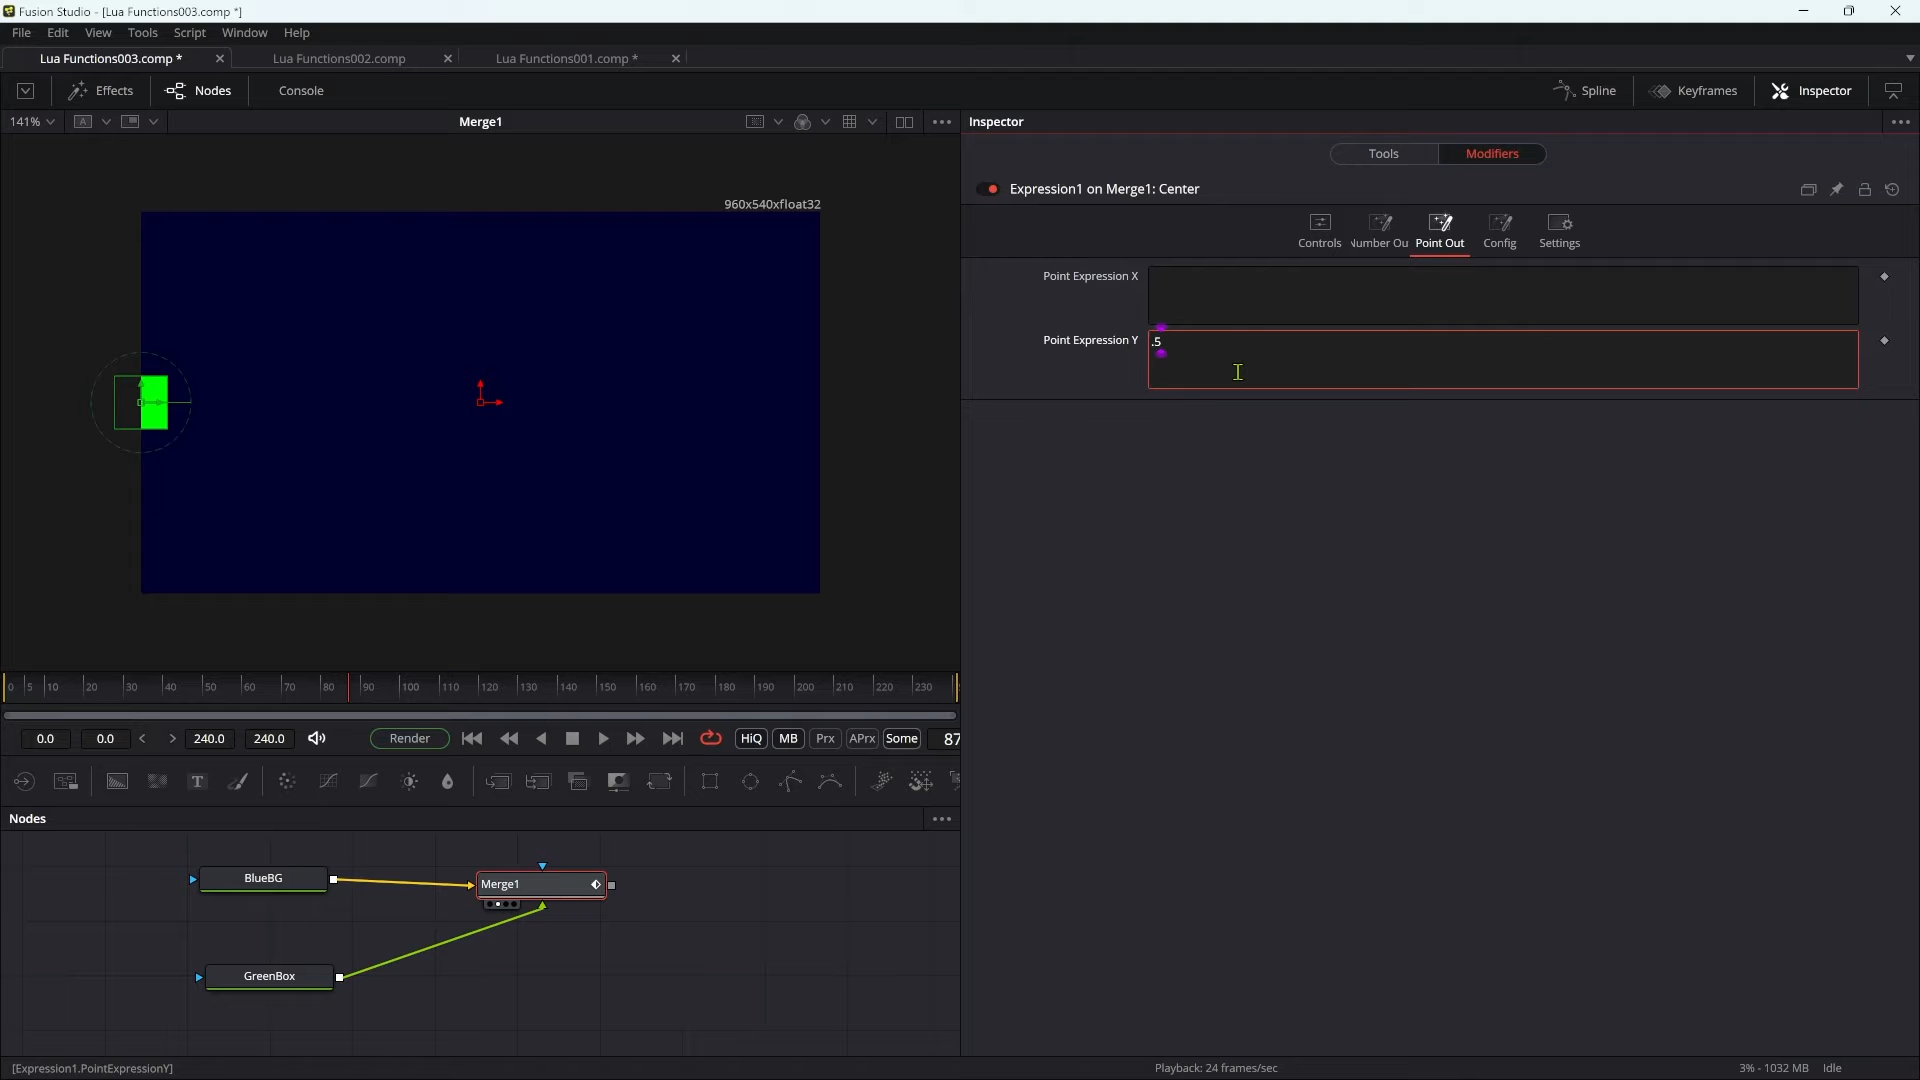 Fusion Studio - [Lua Functions003.comp *]
File Edit View Tools Script Window Help
Lua Functions003.comp * Lua Functions002.comp Lua Functions001.comp *
Effects Nodes Console Spline Keyframes Inspector
141% A Merge1 Inspector
Tools Modifiers
Expression1 on Merge1: Center
960x540xfloat32
Controls Number Ou Point Out Config Settings
Point Expression X
Point Expression Y .5
0 5 10 20 30 40 50 60 70 80 90 100 110 120 130 140 150 160 170 180 190 200 210 220 230
0.0 0.0 < > 240.0 240.0 Render HiQ MB Prx APrx Some 87
T
Nodes
BlueBG Merge1
GreenBox
[Expression1.PointExpressionY] Playback: 24 frames/sec 3% - 1032 MB Idle